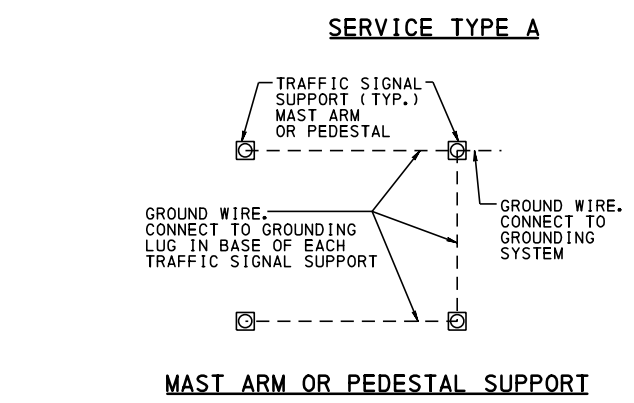 SERVICE TYPE A
TRAFFIC SIGNAL
SUPPORT (TYP.)
MAST ARM
OR PEDESTAL
GROUND WIRE.
CONNECT TO GROUNDING
LUG IN BASE OF EACH
TRAFFIC SIGNAL SUPPORT
GROUND WIRE.
CONNECT TO
GROUNDING
SYSTEM
MAST ARM OR PEDESTAL SUPPORT